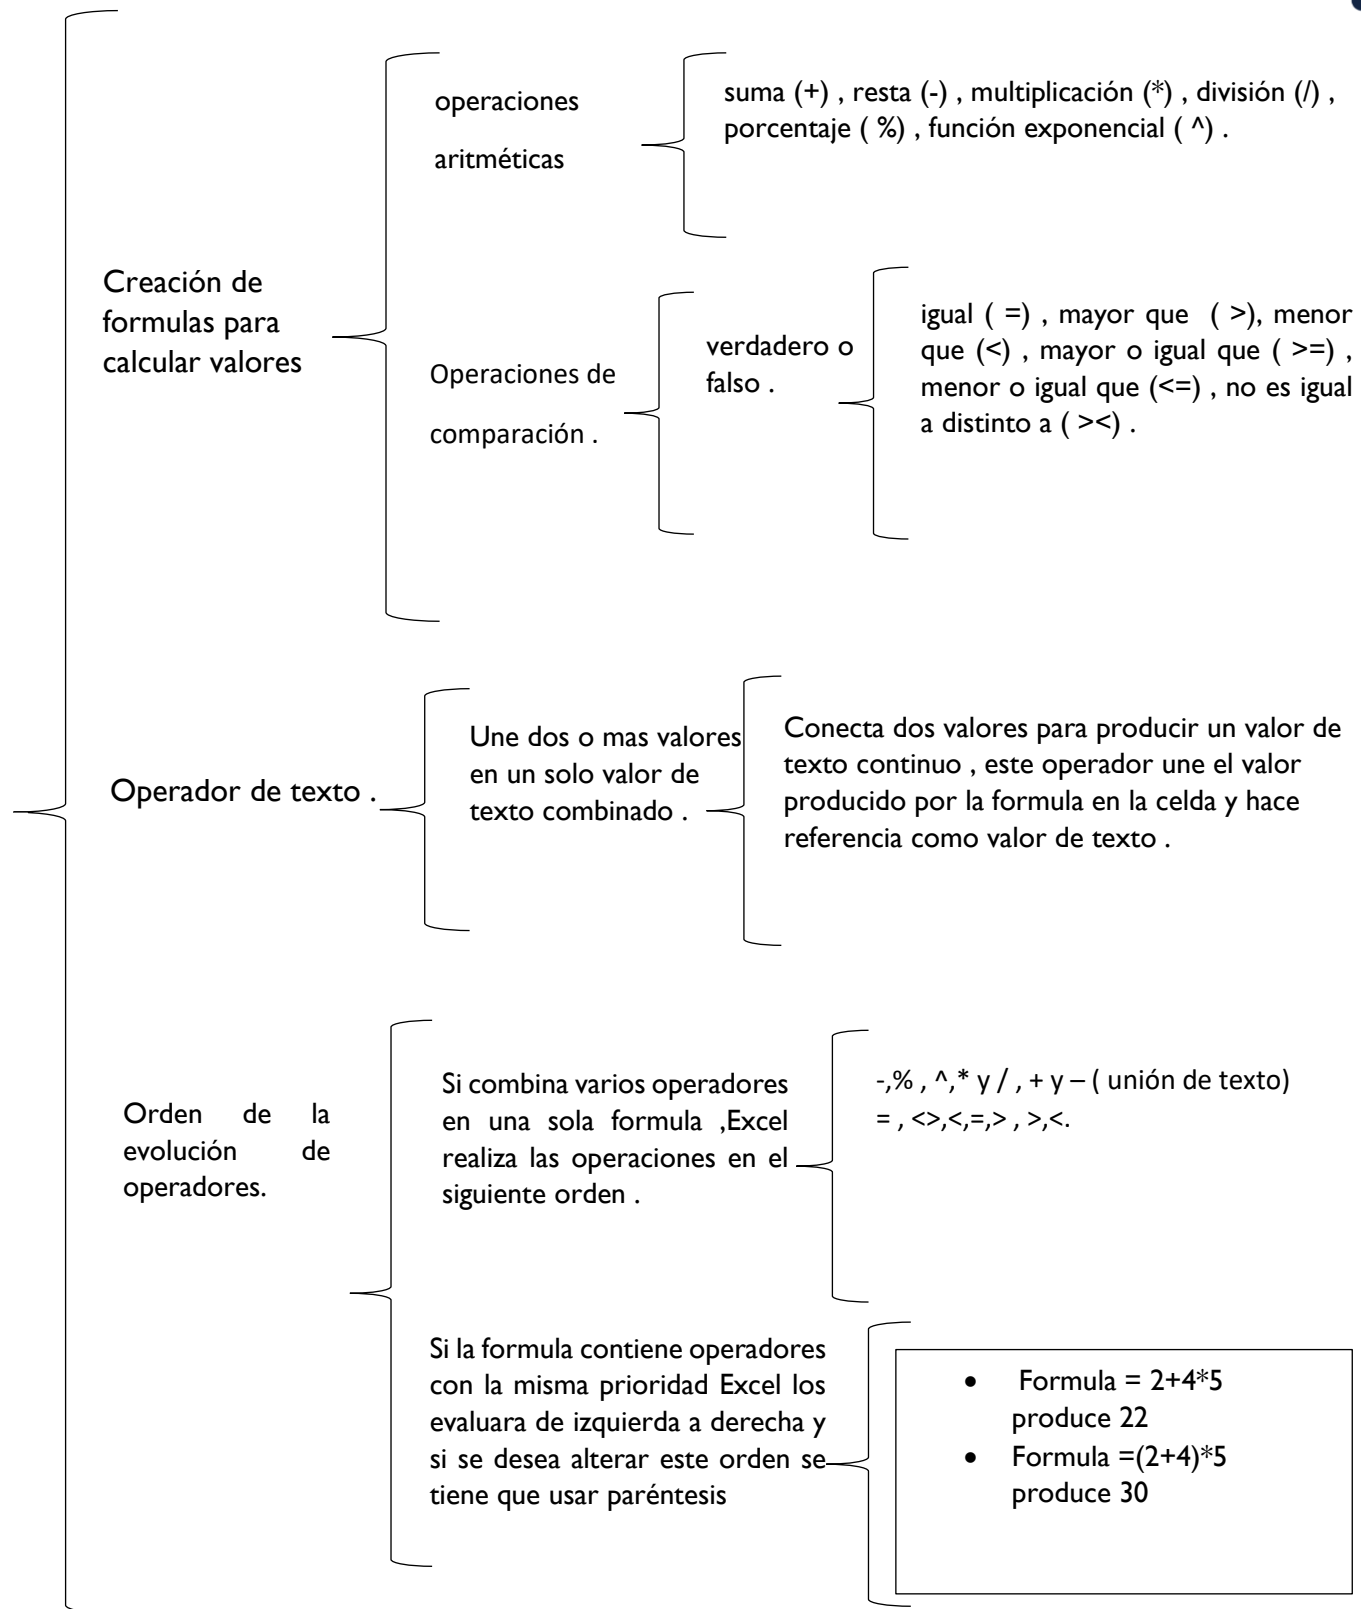 operaciones
aritméticas
suma (+) , resta (-) , multiplicación (*) , división (/) ,
porcentaje ( %) , función exponencial ( ^) .
Creación de
formulas para
calcular valores
Operaciones de
comparación .
verdadero o
falso .
igual ( =) , mayor que ( >), menor
que (<) , mayor o igual que ( >=) ,
menor o igual que (<=) , no es igual
a distinto a ( ><) .
Operador de texto .
Une dos o mas valores
en un solo valor de
texto combinado .
Conecta dos valores para producir un valor de
texto continuo , este operador une el valor
producido por la formula en la celda y hace
referencia como valor de texto .
Orden de la
evolución de
operadores.
Si combina varios operadores
en una sola formula ,Excel
realiza las operaciones en el
siguiente orden .
-,% , ^,* y / , + y – ( unión de texto)
= , <>,<,=,> , >,<.
Si la formula contiene operadores
con la misma prioridad Excel los
evaluara de izquierda a derecha y
si se desea alterar este orden se
tiene que usar paréntesis
• Formula = 2+4*5
produce 22
• Formula =(2+4)*5
produce 30